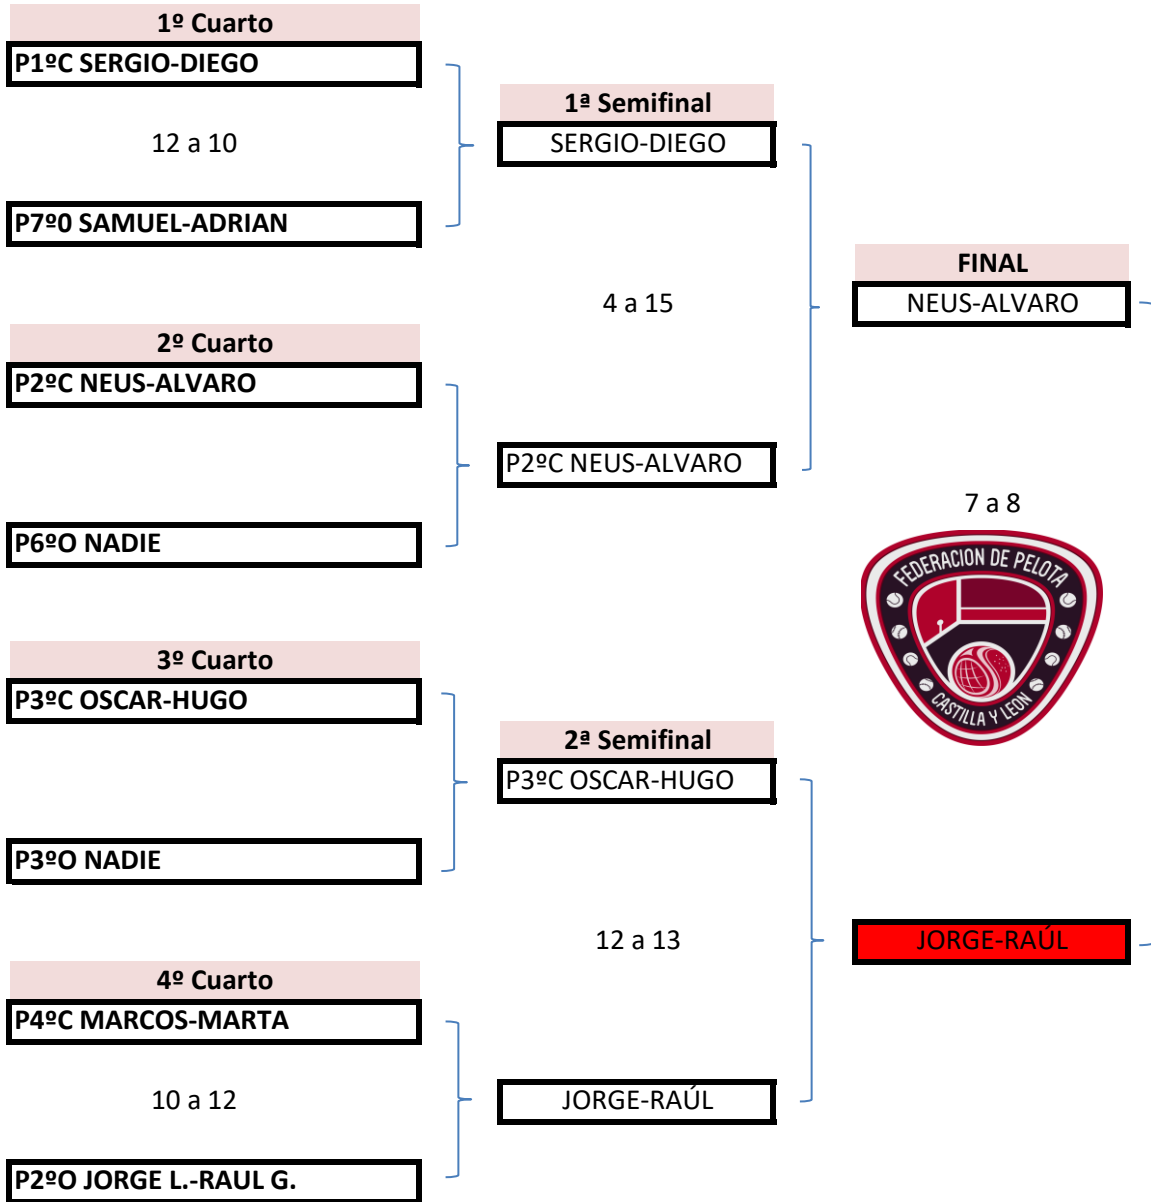 1º Cuarto
P1ºC SERGIO-DIEGO
12 a 10
P7º0 SAMUEL-ADRIAN
2º Cuarto
P2ºC NEUS-ALVARO
P6ºO NADIE
3º Cuarto
P3ºC OSCAR-HUGO
P3ºO NADIE
4º Cuarto
P4ºC MARCOS-MARTA
10 a 12
P2ºO JORGE L.-RAUL G.
1ª Semifinal
SERGIO-DIEGO
4 a 15
P2ºC NEUS-ALVARO
2ª Semifinal
P3ºC OSCAR-HUGO
12 a 13
JORGE-RAÚL
FINAL
NEUS-ALVARO
7 a 8
FEDERACION DE PELOTA
CASTILLA Y LEON
JORGE-RAÚL